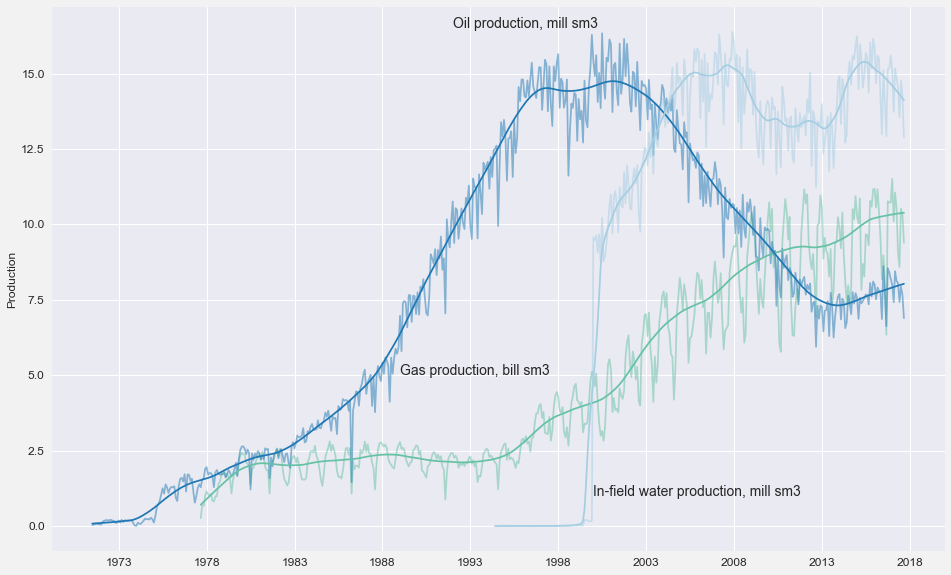 Oil production, mill sm3
15.0
12.5
10.0
Production
7.5
Gas production, bill sm3
5.0
2.5
In-field water production, mill sm3
0.0
1973 1978 1983 1988 1993 1998 2003 2008 2013 2018